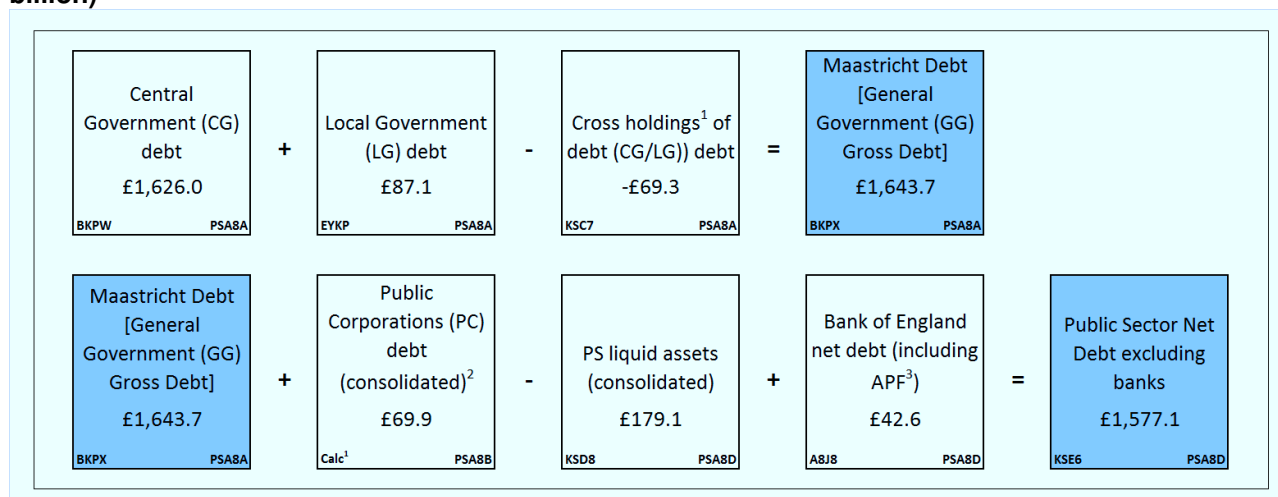 billion)
Central
Government (CG)
debt
£1,626.0
BKPW PSA8A
+
Local Government
(LG) debt
£87.1
EYKP PSA8A
-
Cross holdings¹ of
debt (CG/LG)) debt
-£69.3
KSC7 PSA8A
=
Maastricht Debt
[General
Government (GG)
Gross Debt]
£1,643.7
BKPX PSA8A
Maastricht Debt
[General
Government (GG)
Gross Debt]
£1,643.7
BKPX PSA8A
+
Public
Corporations (PC)
debt
(consolidated)²
£69.9
Calc¹ PSA8B
-
PS liquid assets
(consolidated)
£179.1
KSD8 PSA8D
+
Bank of England
net debt (including
APF³)
£42.6
A8J8 PSA8D
=
Public Sector Net
Debt excluding
banks
£1,577.1
KSE6 PSA8D